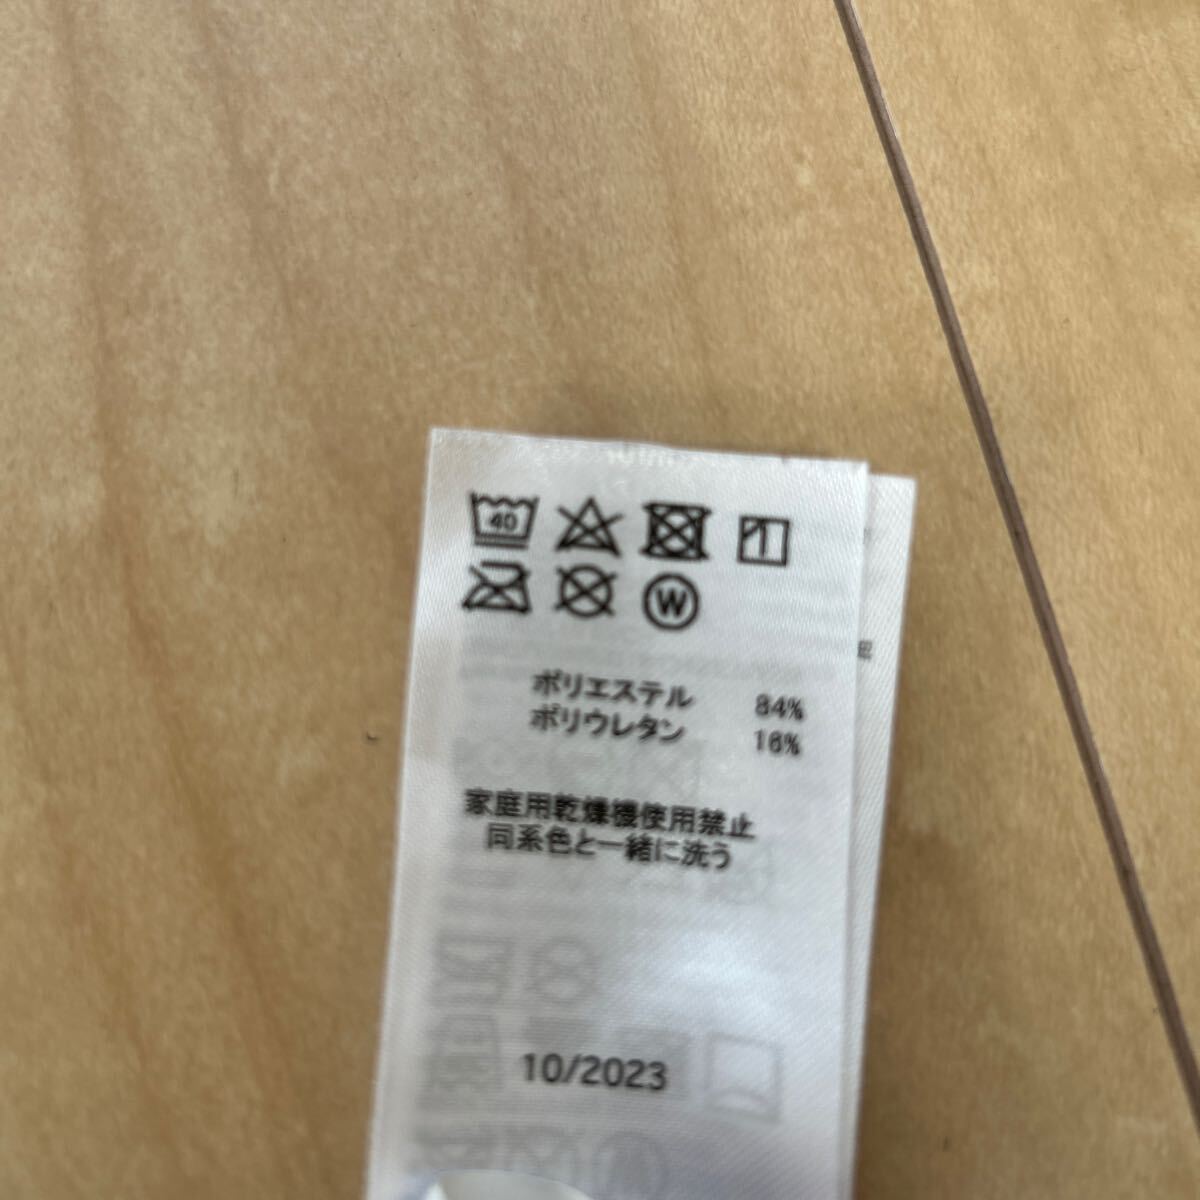 40
W
ポリエステル 84%
ポリウレタン 16%
家庭用乾燥機使用禁止
同系色と一緒に洗う
10/2023